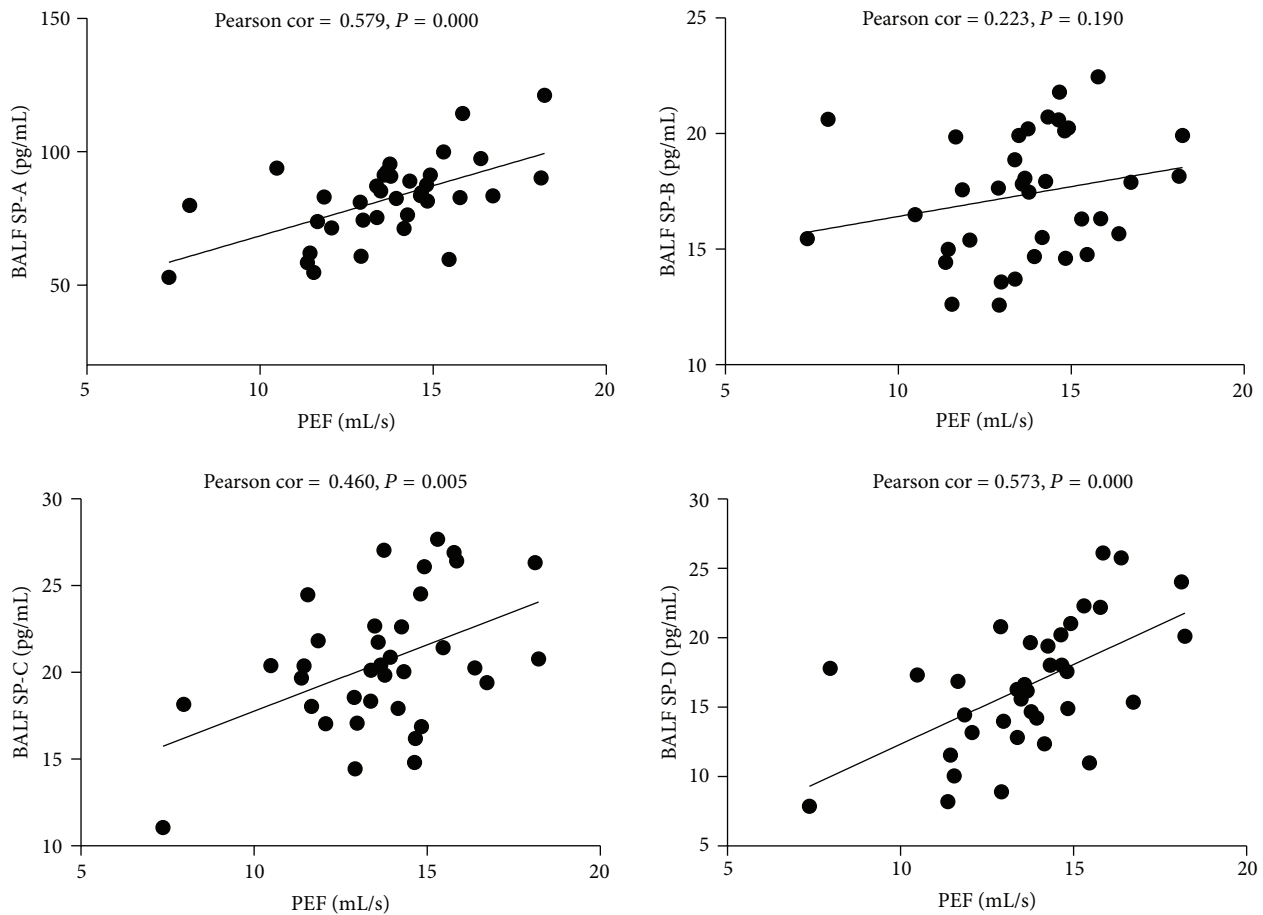 Pearson cor = 0.579, P = 0.000
150
100
50
BALF SP-A (pg/mL)
5
10
15
20
PEF (mL/s)
Pearson cor = 0.223, P = 0.190
25
20
15
10
BALF SP-B (pg/mL)
5
10
15
20
PEF (mL/s)
Pearson cor = 0.460, P = 0.005
30
25
20
15
10
BALF SP-C (pg/mL)
5
10
15
20
PEF (mL/s)
Pearson cor = 0.573, P = 0.000
30
25
20
15
10
5
BALF SP-D (pg/mL)
5
10
15
20
PEF (mL/s)